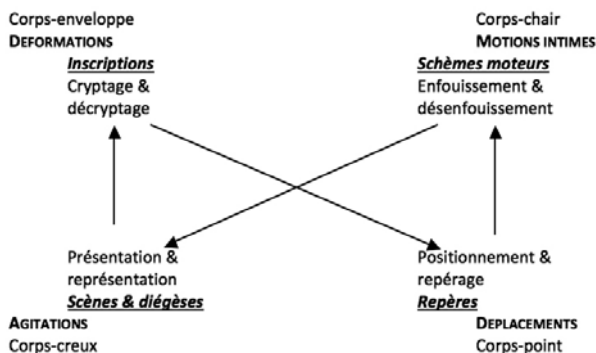 Corps-enveloppe
DEFORMATIONS
Inscriptions
Cryptage &
décryptage
Corps-chair
MOTIONS INTIMES
Schèmes moteurs
Enfouissement &
désenfouissement
Présentation &
représentation
Scènes & diégèses
AGITATIONS
Corps-creux
Positionnement &
repérage
Repères
DEPLACEMENTS
Corps-point